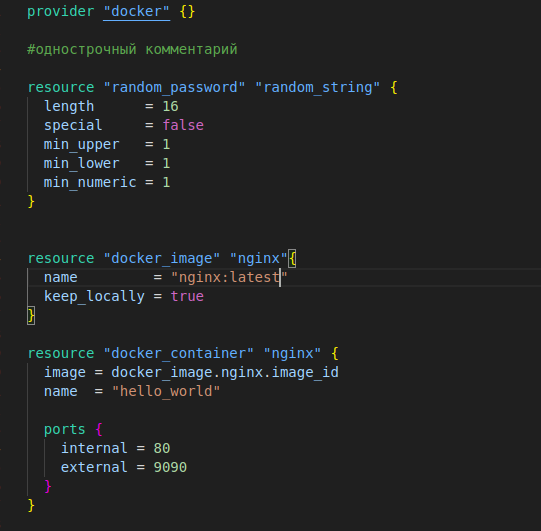 provider "docker" {}
#однострочный комментарий
resource "random_password" "random_string" {
  length      = 16
  special     = false
  min_upper   = 1
  min_lower   = 1
  min_numeric = 1
}
resource "docker_image" "nginx"{
  name         = "nginx:latest"
  keep_locally = true
}
resource "docker_container" "nginx" {
  image = docker_image.nginx.image_id
  name  = "hello_world"
  ports {
    internal = 80
    external = 9090
  }
}